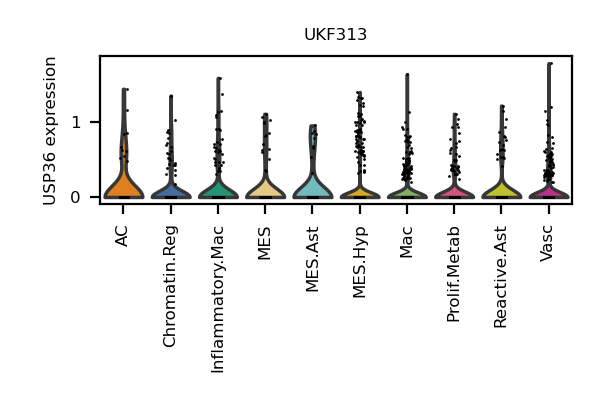 UKF313
USP36 expression
1
0
AC
Chromatin.Reg
Inflammatory.Mac
MES
MES.Ast
MES.Hyp
Mac
Prolif.Metab
Reactive.Ast
Vasc